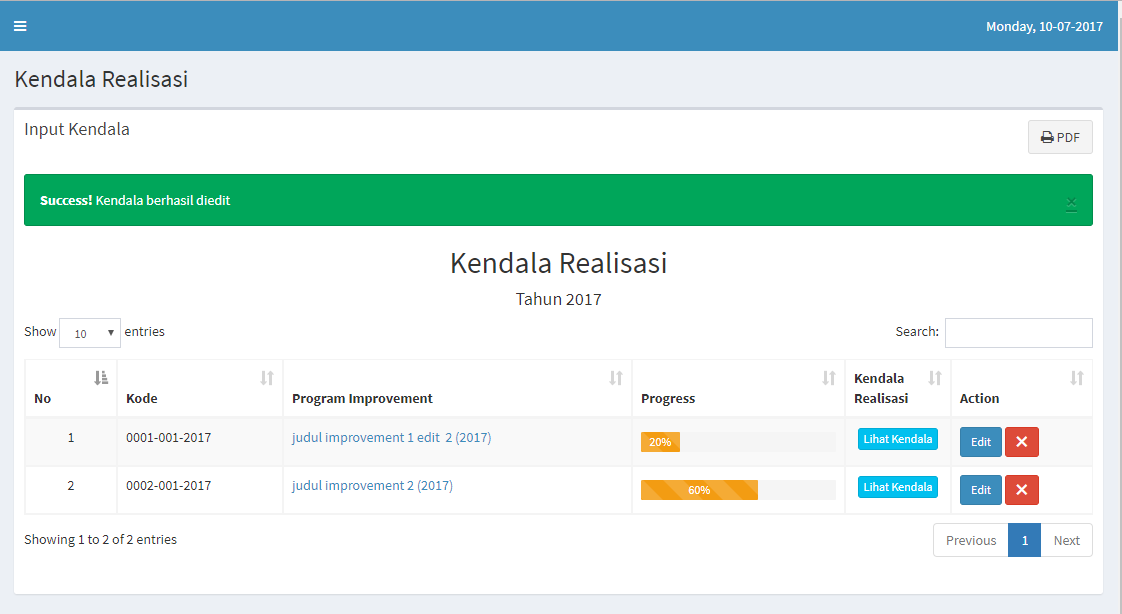 Monday, 10-07-2017
Kendala Realisasi
Input Kendala
PDF
Success! Kendala berhasil diedit
×
Kendala Realisasi
Tahun 2017
Show 10 entries
Search:
No
Kode
Program Improvement
Progress
Kendala
Realisasi
Action
1 0001-001-2017 judul improvement 1 edit 2 (2017) 20% Lihat Kendala Edit
2 0002-001-2017 judul improvement 2 (2017) 60% Lihat Kendala Edit
Showing 1 to 2 of 2 entries
Previous 1 Next